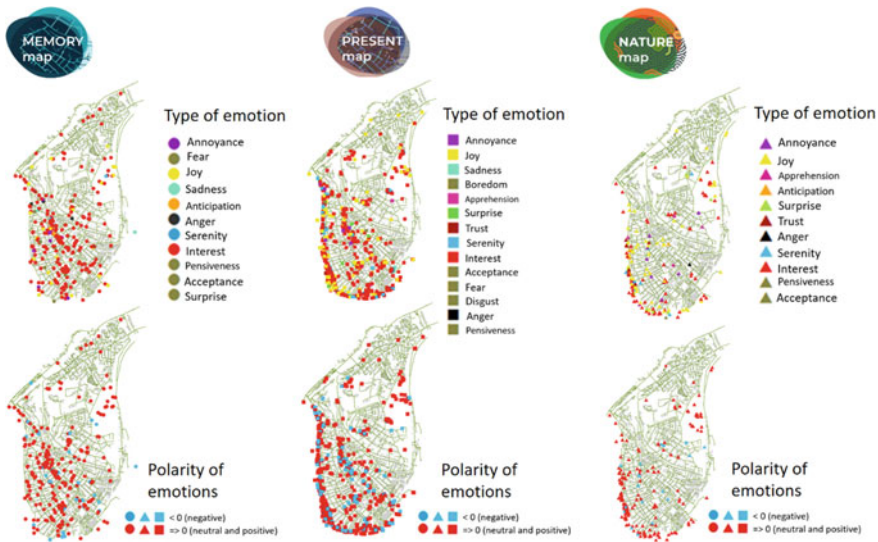 MEMORY
map
PRESENT
map
NATURE
map
Type of emotion
Annoyance
Fear
Joy
Sadness
Anticipation
Anger
Serenity
Interest
Pensiveness
Acceptance
Surprise
Type of emotion
Annoyance
Joy
Sadness
Boredom
Apprehension
Surprise
Trust
Serenity
Interest
Acceptance
Fear
Disgust
Anger
Pensiveness
Type of emotion
Annoyance
Joy
Apprehension
Anticipation
Surprise
Trust
Anger
Serenity
Interest
Pensiveness
Acceptance
Polarity of
emotions
< 0 (negative)
=> 0 (neutral and positive)
Polarity of
emotions
< 0 (negative)
=> 0 (neutral and positive)
Polarity of
emotions
< 0 (negative)
=> 0 (neutral and positive)